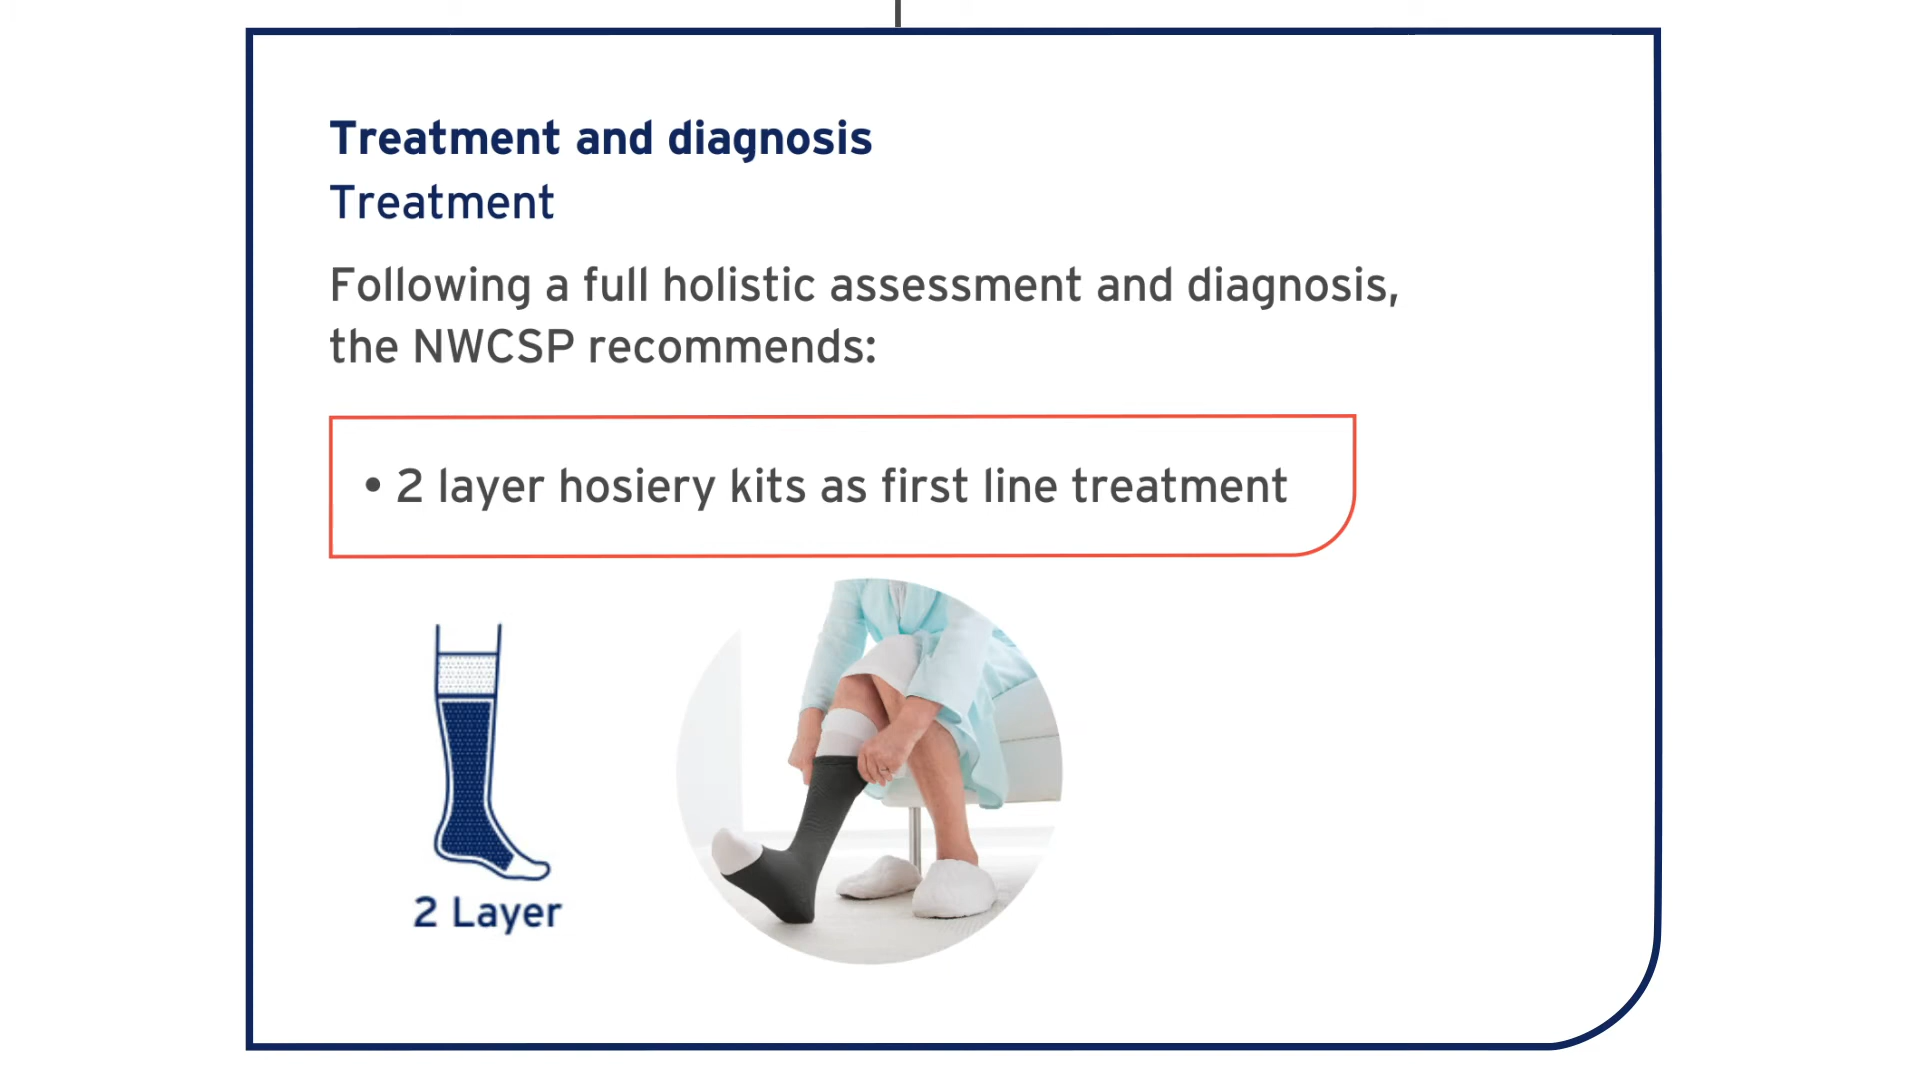 Treatment and diagnosis
Treatment
Following a full holistic assessment and diagnosis,
the NWCSP recommends:
• 2 layer hosiery kits as first line treatment
2 Layer